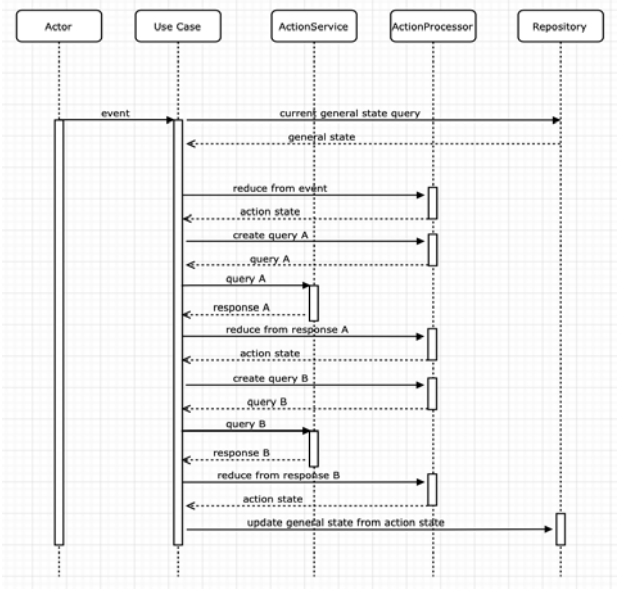 Actor
Use Case
ActionService
ActionProcessor
Repository
event
current general state query
general state
reduce from event
action state
create query A
query A
query A
response A
reduce from response A
action state
create query B
query B
query B
response B
reduce from response B
action state
update general state from action state